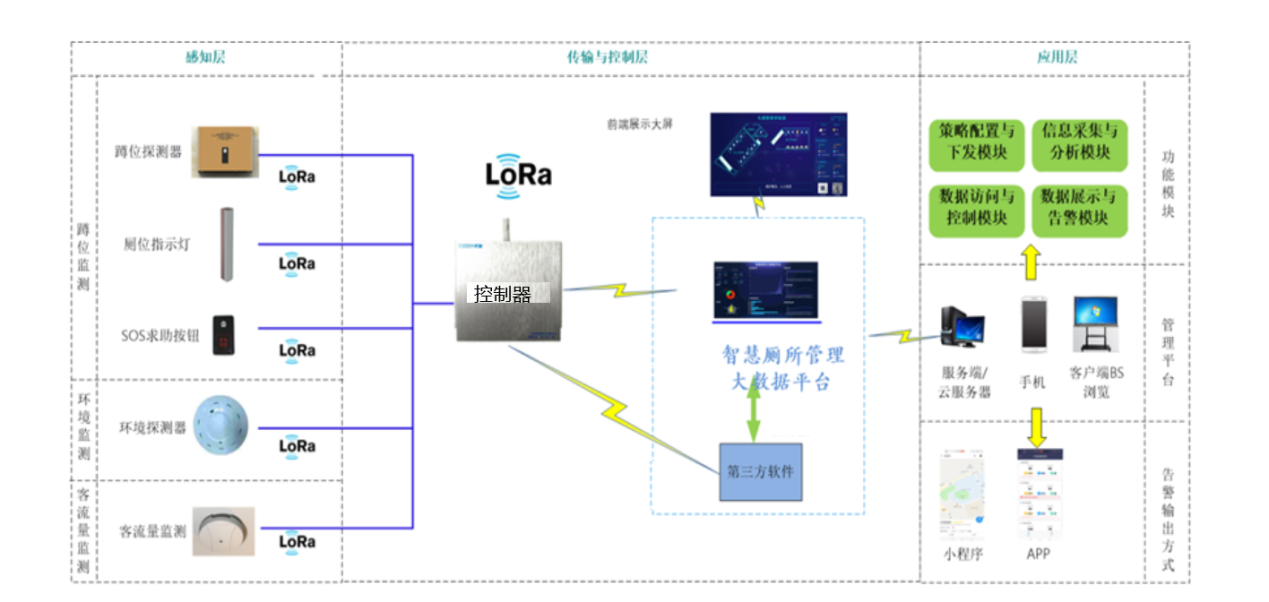 感知层
传输与控制层
应用层
蹲位监测
环境监测
客流量监测
蹲位探测器
LoRa
厕位指示灯
LoRa
SOS求助按钮
LoRa
环境探测器
LoRa
客流量监测
LoRa
LoRa
控制器
前端展示大屏
智慧厕所管理
大数据平台
第三方软件
策略配置与
下发模块
信息采集与
分析模块
数据访问与
控制模块
数据展示与
告警模块
功能模块
服务端/
云服务器
手机
客户端BS
浏览
管理平台
小程序
APP
告警输出方式